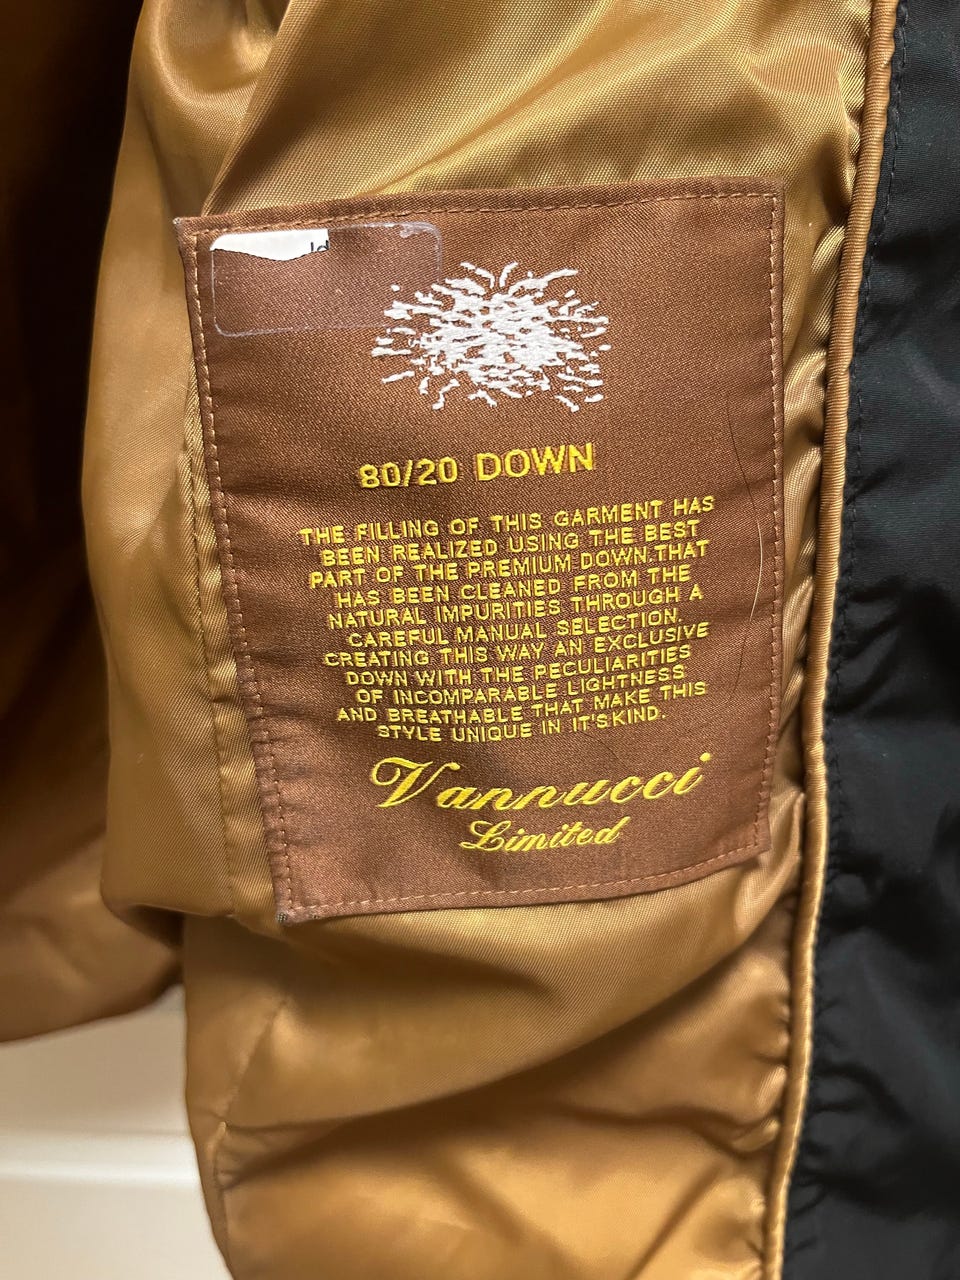 80/20 DOWN
THE FILLING OF THIS GARMENT HAS
BEEN REALIZED USING THE BEST
PART OF THE PREMIUM DOWN.THAT
HAS BEEN CLEANED FROM THE
NATURAL IMPURITIES THROUGH A
CAREFUL MANUAL SELECTION.
CREATING THIS WAY AN EXCLUSIVE
DOWN WITH THE PECULIARITIES
OF INCOMPARABLE LIGHTNESS
AND BREATHABLE THAT MAKE THIS
STYLE UNIQUE IN IT'SKIND.
Vannucci
Limited